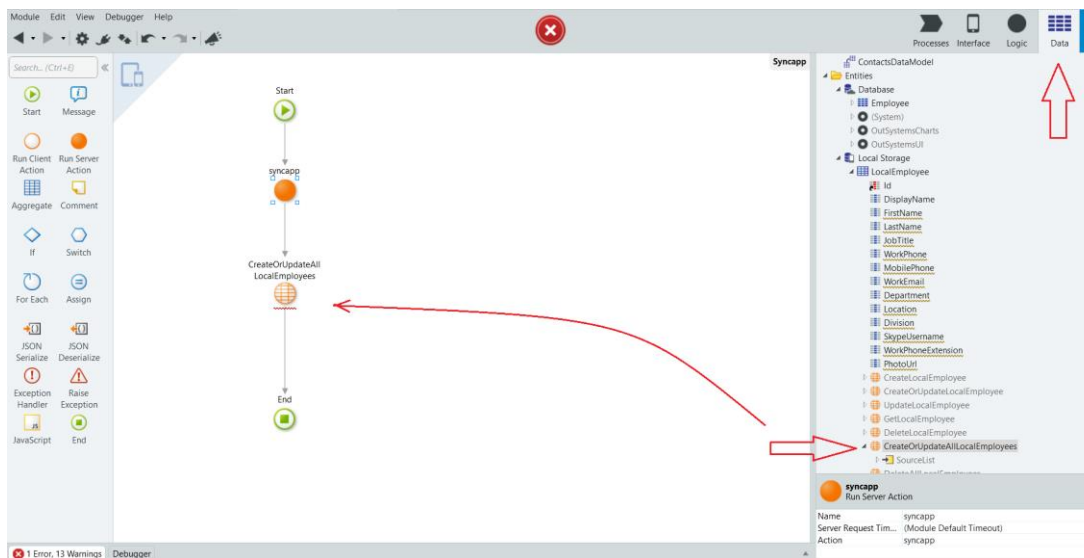 Module Edit View Debugger Help
Processes Interface Logic Data
Search... (Ctrl+E)
Start Message
Run Client Action Run Server Action
Aggregate Comment
If Switch
For Each Assign
JSON Serialize JSON Deserialize
Exception Handler Raise Exception
JavaScript End
Syncapp
Start
syncapp
CreateOrUpdateAll
LocalEmployees
End
ContactsDataModel
Entities
Database
Employee
(System)
OutSystemsCharts
OutSystemsUI
Local Storage
LocalEmployee
Id
DisplayName
FirstName
LastName
JobTitle
WorkPhone
MobilePhone
WorkEmail
Department
Location
Division
SkypeUsername
WorkPhoneExtension
PhotoUrl
CreateLocalEmployee
CreateOrUpdateLocalEmployee
UpdateLocalEmployee
GetLocalEmployee
DeleteLocalEmployee
CreateOrUpdateAllLocalEmployees
SourceList
DeleteAllLocalEmployees
syncapp
Run Server Action
Name syncapp
Server Request Tim... (Module Default Timeout)
Action syncapp
1 Error, 13 Warnings Debugger